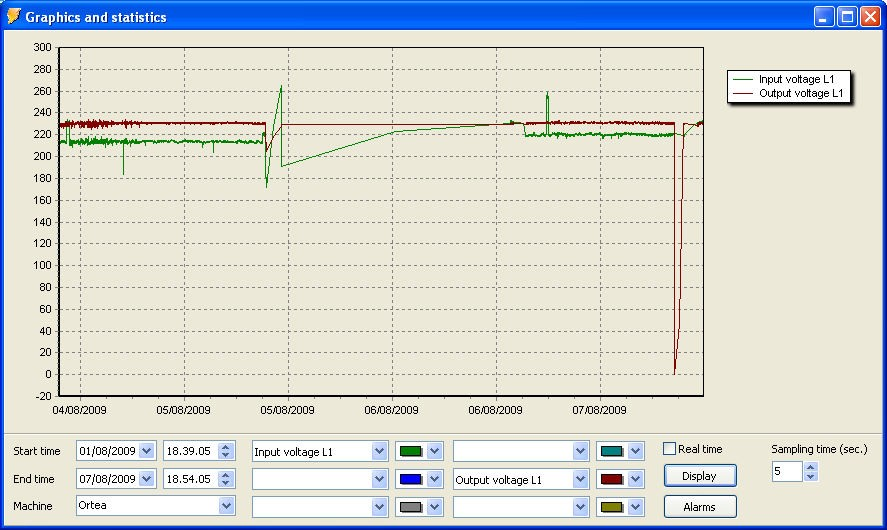 Graphics and statistics
300
280
260
240
220
200
180
160
140
120
100
80
60
40
20
0
-20
04/08/2009 05/08/2009 05/08/2009 06/08/2009 06/08/2009 07/08/2009
Input voltage L1
Output voltage L1
Start time 01/08/2009 18.39.05 Input voltage L1 Real time Sampling time (sec.)
End time 07/08/2009 18.54.05 Output voltage L1 Display 5
Machine Ortea Alarms